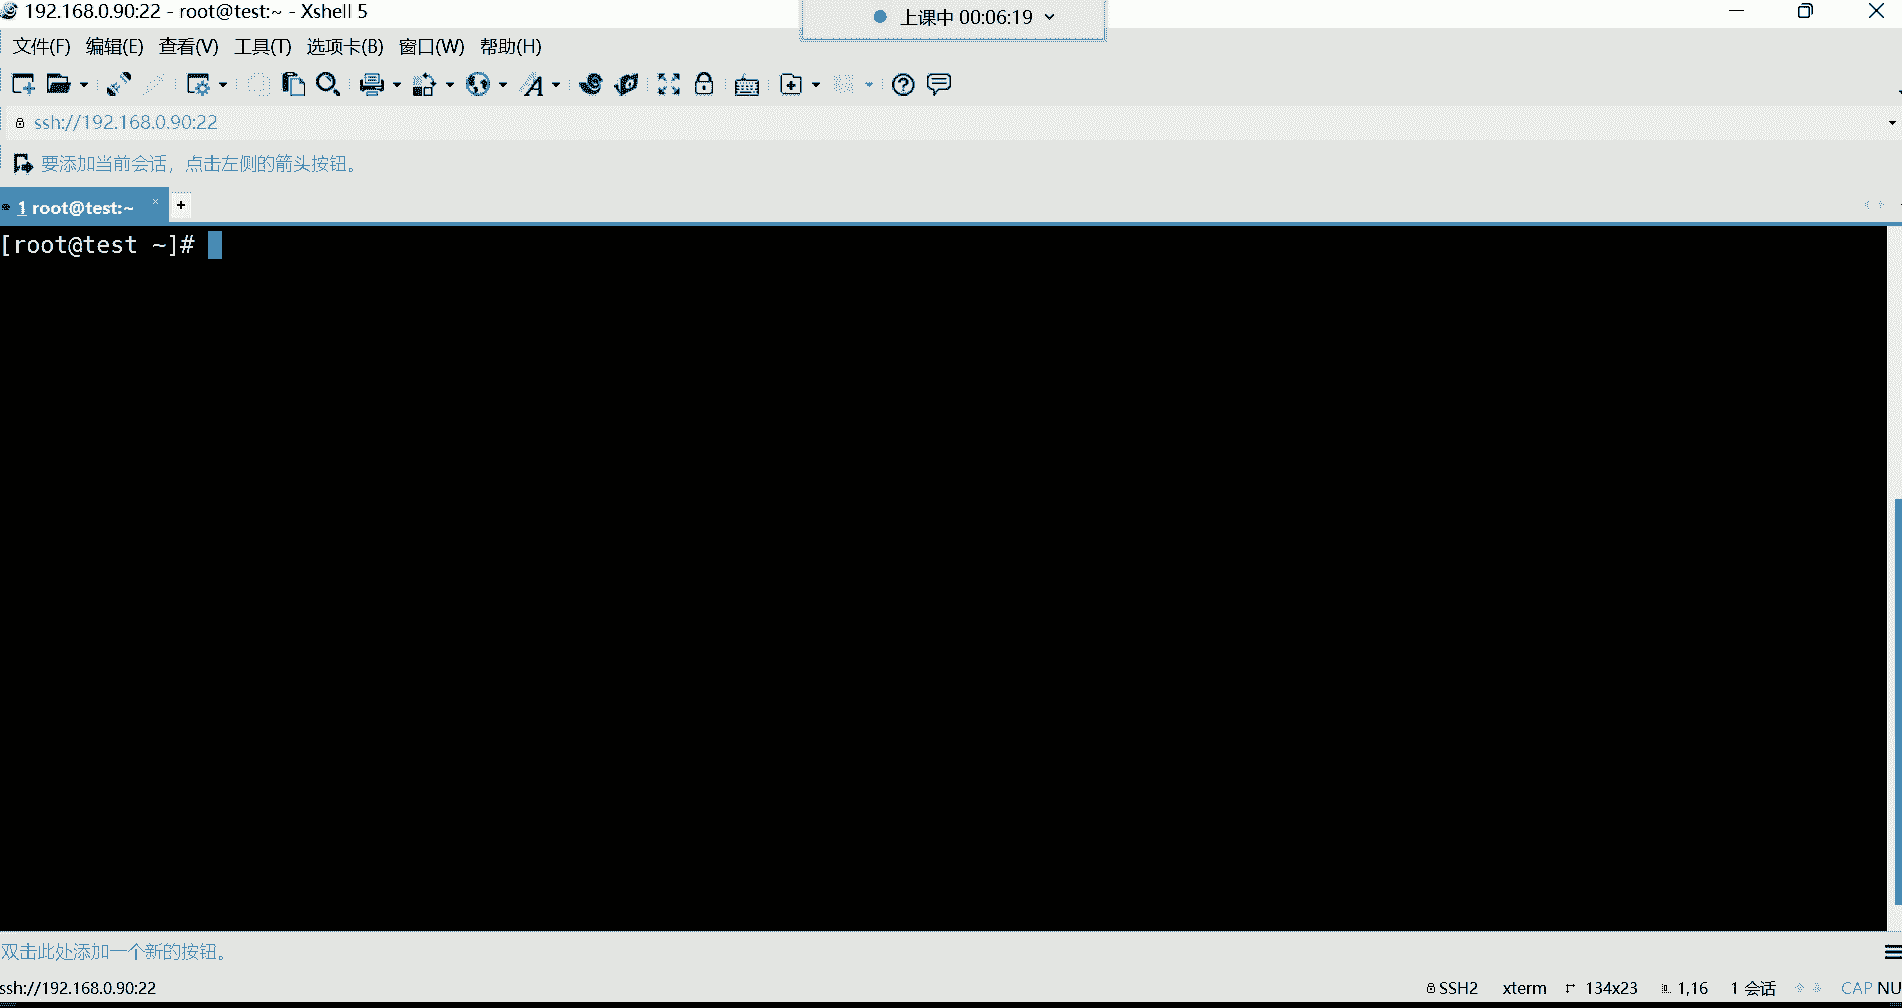 192.168.0.90:22 - root@test:~ - Xshell 5
上课中 00:06:19
文件(F) 编辑(E) 查看(V) 工具(T) 选项卡(B) 窗口(W) 帮助(H)
ssh://192.168.0.90:22
要添加当前会话，点击左侧的箭头按钮。
1 root@test:~ × +
[root@test ~]#
双击此处添加一个新的按钮。
ssh://192.168.0.90:22 SSH2 xterm 134x23 1,16 1 会话 CAP NU